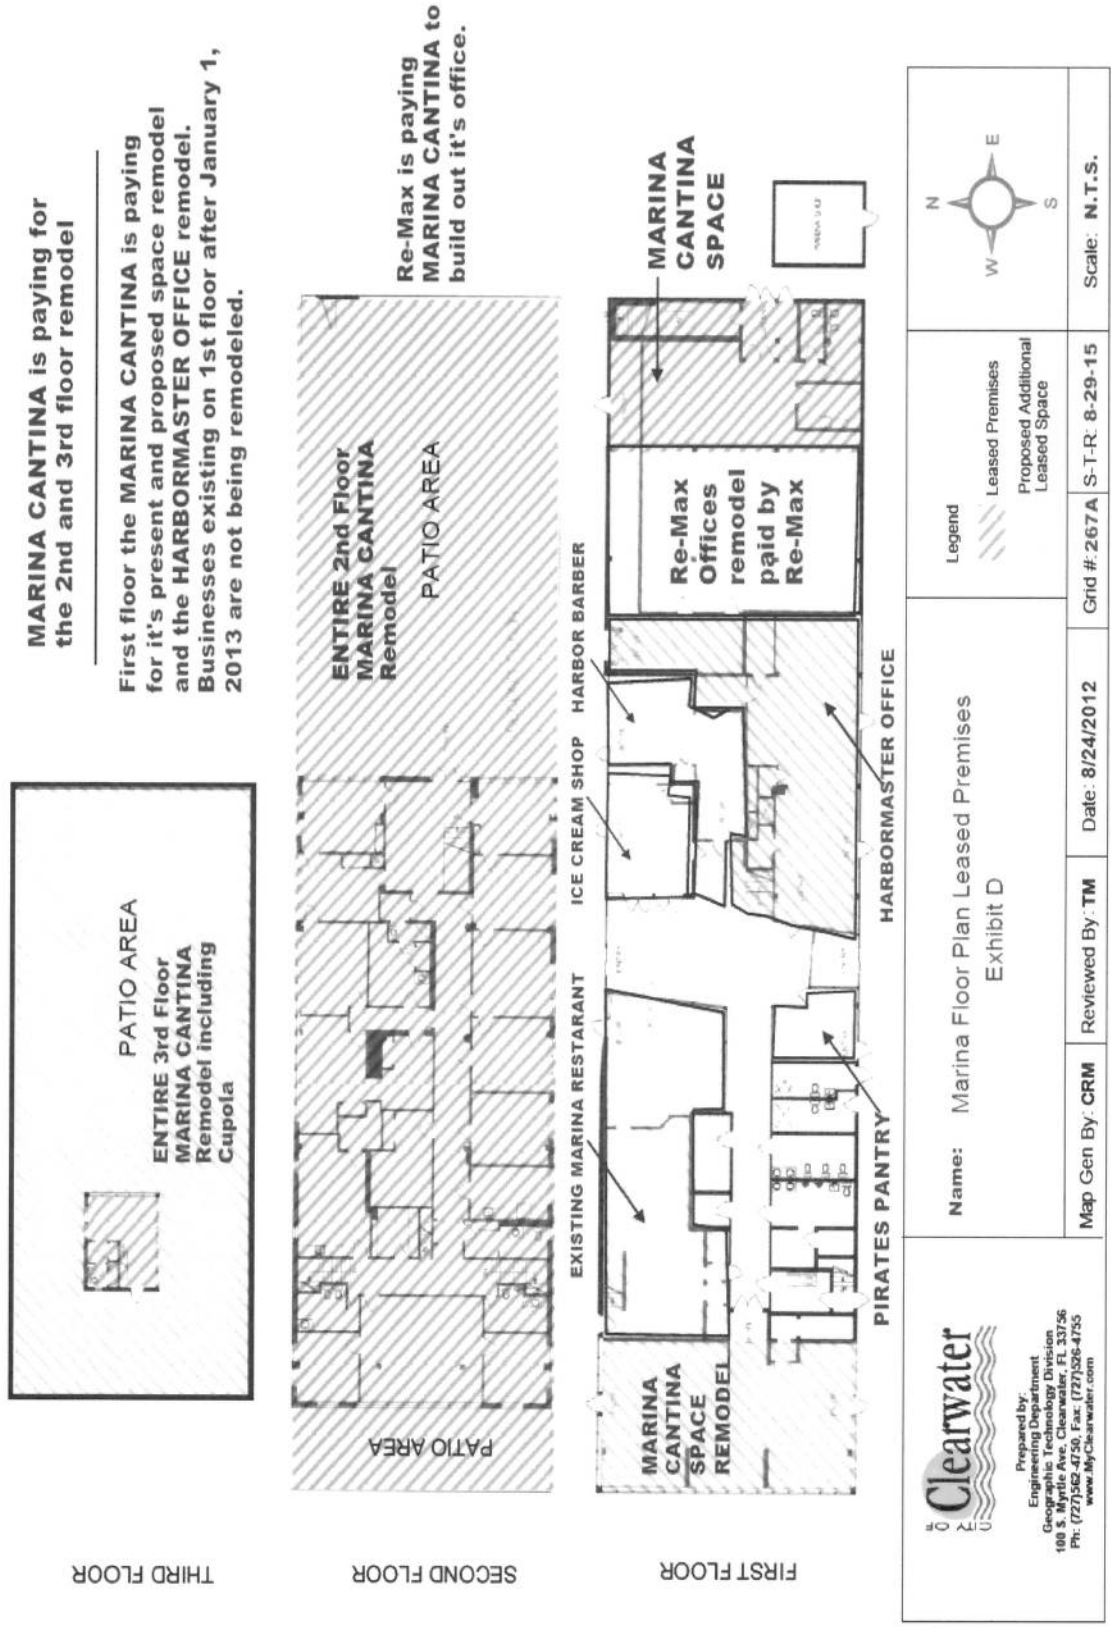 MARINA CANTINA is paying for
the 2nd and 3rd floor remodel
First floor the MARINA CANTINA is paying
for it's present and proposed space remodel
and the HARBORMASTER OFFICE remodel.
Businesses existing on 1st floor after January 1,
2013 are not being remodeled.
THIRD FLOOR
PATIO AREA
ENTIRE 3rd Floor
MARINA CANTINA
Remodel including
Cupola
Re-Max is paying
MARINA CANTINA to
build out it's office.
SECOND FLOOR
PATIO AREA
ENTIRE 2nd Floor
MARINA CANTINA
Remodel
PATIO AREA
FIRST FLOOR
EXISTING MARINA RESTARANT
ICE CREAM SHOP
HARBOR BARBER
MARINA
CANTINA
SPACE
MARINA
CANTINA
SPACE
REMODEL
Re-Max
Offices
remodel
paid by
Re-Max
PIRATES PANTRY
HARBORMASTER OFFICE
CITY OF
Clearwater
Prepared by:
Engineering Department
Geographic Technology Division
100 S. Myrtle Ave, Clearwater, FL 33756
Ph: (727)562-4750, Fax: (727)526-4755
www.MyClearwater.com
Name: Marina Floor Plan Leased Premises
Exhibit D
Legend
Leased Premises
Proposed Additional
Leased Space
N
W
E
S
Map Gen By: CRM
Reviewed By: TM
Date: 8/24/2012
Grid #: 267A
S-T-R: 8-29-15
Scale: N.T.S.